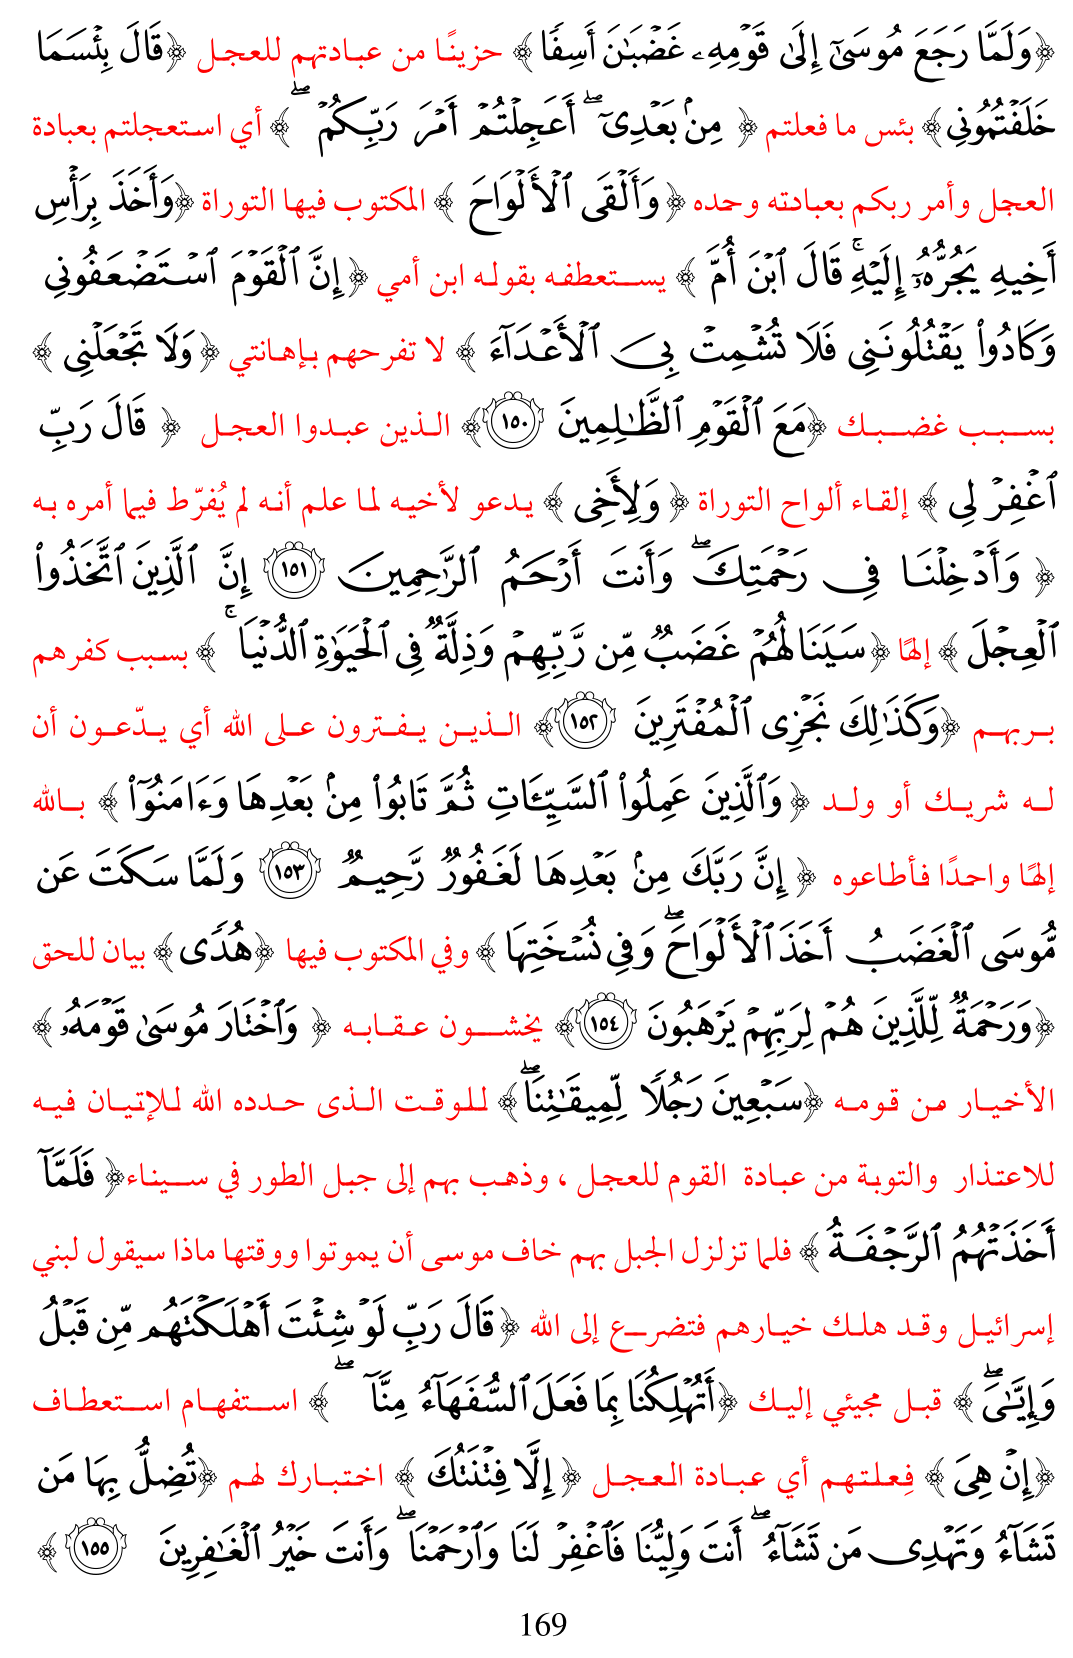 ﴿وَلَمَّا رَجَعَ مُوسَىٰٓ إِلَىٰ قَوْمِهِۦ غَضْبَٰنَ أَسِفًا﴾ حزينًا من عبادتهم للعجل ﴿قَالَ بِئْسَمَا
خَلَفْتُمُونِى﴾ بئس ما فعلتم ﴿ مِنۢ بَعْدِىٓ ۖ أَعَجِلْتُمْ أَمْرَ رَبِّكُمْ ۖ ﴾ أي استعجلتم بعبادة
العجل وأمر ربكم بعبادته وحده ﴿وَأَلْقَى ٱلْأَلْوَاحَ ﴾ المكتوب فيها التوراة ﴿وَأَخَذَ بِرَأْسِ
أَخِيهِ يَجُرُّهُۥٓ إِلَيْهِ ۚ قَالَ ٱبْنَ أُمَّ ﴾ يستعطفه بقوله ابن أمي ﴿إِنَّ ٱلْقَوْمَ ٱسْتَضْعَفُونِى
وَكَادُوا۟ يَقْتُلُونَنِى فَلَا تُشْمِتْ بِىَ ٱلْأَعْدَآءَ ﴾ لا تفرحهم بإهانتي ﴿وَلَا تَجْعَلْنِى ﴾
بسبب غضبك ﴿مَعَ ٱلْقَوْمِ ٱلظَّٰلِمِينَ ١٥٠﴾ الذين عبدوا العجل ﴿ قَالَ رَبِّ
ٱغْفِرْ لِى ﴾ إلقاء ألواح التوراة ﴿ وَلِأَخِى ﴾ يدعو لأخيه لما علم أنه لم يُفرّط فيما أمره به
﴿ وَأَدْخِلْنَا فِى رَحْمَتِكَ ۖ وَأَنتَ أَرْحَمُ ٱلرَّٰحِمِينَ ١٥١ إِنَّ ٱلَّذِينَ ٱتَّخَذُوا۟
ٱلْعِجْلَ ﴾ إلهًا ﴿سَيَنَالُهُمْ غَضَبٌ مِّن رَّبِّهِمْ وَذِلَّةٌ فِى ٱلْحَيَوٰةِ ٱلدُّنْيَا ۚ ﴾ بسبب كفرهم
بربهم ﴿وَكَذَٰلِكَ نَجْزِى ٱلْمُفْتَرِينَ ١٥٢﴾ الذين يفترون على الله أي يدّعون أن
له شريك أو ولد ﴿ وَٱلَّذِينَ عَمِلُوا۟ ٱلسَّيِّـَٔاتِ ثُمَّ تَابُوا۟ مِنۢ بَعْدِهَا وَءَامَنُوٓا۟ ﴾ بالله
إلهًا واحدًا فأطاعوه ﴿ إِنَّ رَبَّكَ مِنۢ بَعْدِهَا لَغَفُورٌ رَّحِيمٌ ١٥٣ وَلَمَّا سَكَتَ عَن
مُّوسَى ٱلْغَضَبُ أَخَذَ ٱلْأَلْوَاحَ ۖ وَفِى نُسْخَتِهَا ﴾ وفي المكتوب فيها ﴿هُدًى﴾ بيان للحق
﴿وَرَحْمَةٌ لِّلَّذِينَ هُمْ لِرَبِّهِمْ يَرْهَبُونَ ١٥٤﴾ يخشون عقابه ﴿ وَٱخْتَارَ مُوسَىٰ قَوْمَهُۥ ﴾
الأخيار من قومه ﴿سَبْعِينَ رَجُلًا لِّمِيقَٰتِنَا ۖ ﴾ للوقت الذى حدده الله للإتيان فيه
للاعتذار والتوبة من عبادة القوم للعجل ، وذهب بهم إلى جبل الطور في سيناء﴿ فَلَمَّآ
أَخَذَتْهُمُ ٱلرَّجْفَةُ ﴾ فلما تزلزل الجبل بهم خاف موسى أن يموتوا ووقتها ماذا سيقول لبني
إسرائيل وقد هلك خيارهم فتضرع إلى الله ﴿قَالَ رَبِّ لَوْ شِئْتَ أَهْلَكْتَهُم مِّن قَبْلُ
وَإِيَّٰىَ ۖ ﴾ قبل مجيئي إليك ﴿أَتُهْلِكُنَا بِمَا فَعَلَ ٱلسُّفَهَآءُ مِنَّآ ۖ ﴾ استفهام استعطاف
﴿إِنْ هِىَ ﴾ فِعلتهم أي عبادة العجل ﴿ إِلَّا فِتْنَتُكَ ﴾ اختبارك لهم ﴿تُضِلُّ بِهَا مَن
تَشَآءُ وَتَهْدِى مَن تَشَآءُ ۖ أَنتَ وَلِيُّنَا فَٱغْفِرْ لَنَا وَٱرْحَمْنَا ۖ وَأَنتَ خَيْرُ ٱلْغَٰفِرِينَ ١٥٥ ﴾
169